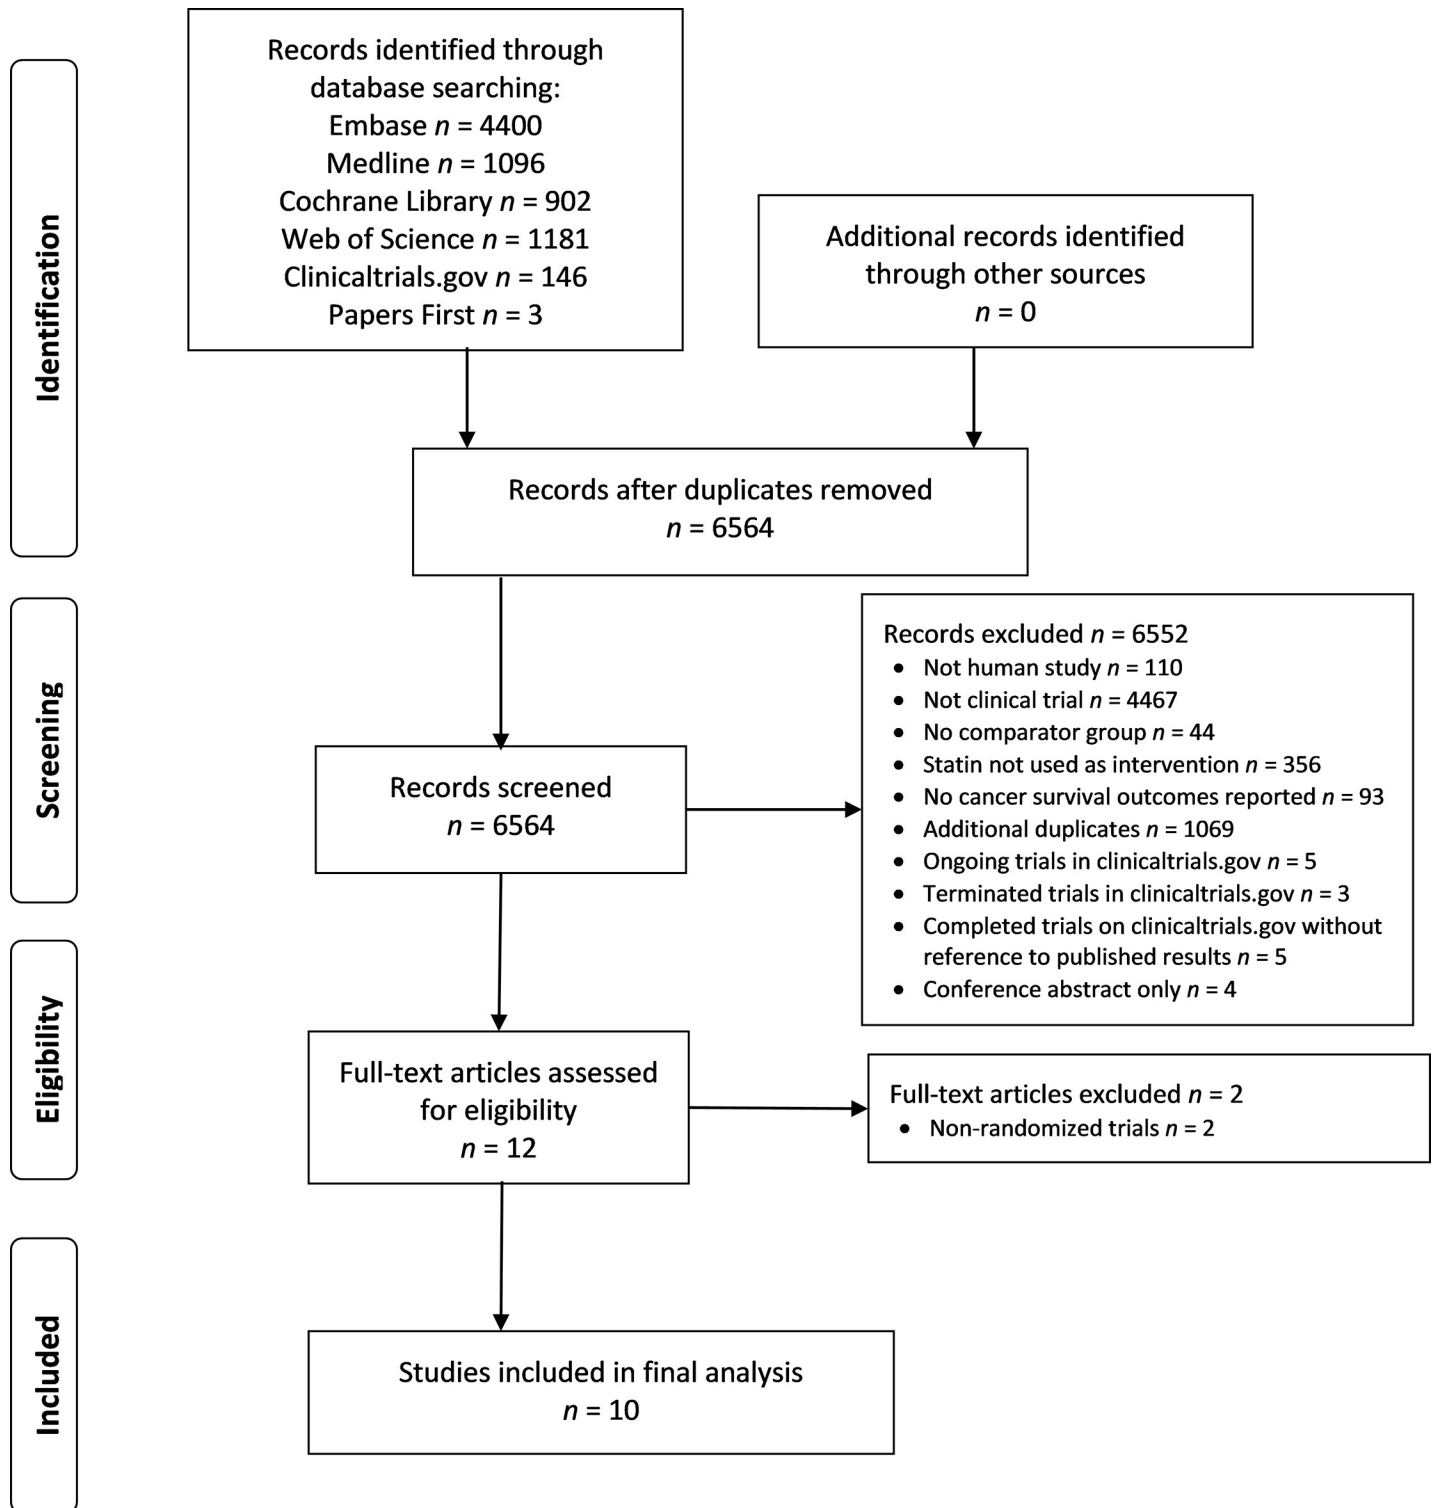 Identification
Records identified through
database searching:
Embase n = 4400
Medline n = 1096
Cochrane Library n = 902
Web of Science n = 1181
Clinicaltrials.gov n = 146
Papers First n = 3
Additional records identified
through other sources
n = 0
Records after duplicates removed
n = 6564
Screening
Records screened
n = 6564
Records excluded n = 6552
• Not human study n = 110
• Not clinical trial n = 4467
• No comparator group n = 44
• Statin not used as intervention n = 356
• No cancer survival outcomes reported n = 93
• Additional duplicates n = 1069
• Ongoing trials in clinicaltrials.gov n = 5
• Terminated trials in clinicaltrials.gov n = 3
• Completed trials on clinicaltrials.gov without
reference to published results n = 5
• Conference abstract only n = 4
Eligibility
Full-text articles assessed
for eligibility
n = 12
Full-text articles excluded n = 2
• Non-randomized trials n = 2
Included
Studies included in final analysis
n = 10